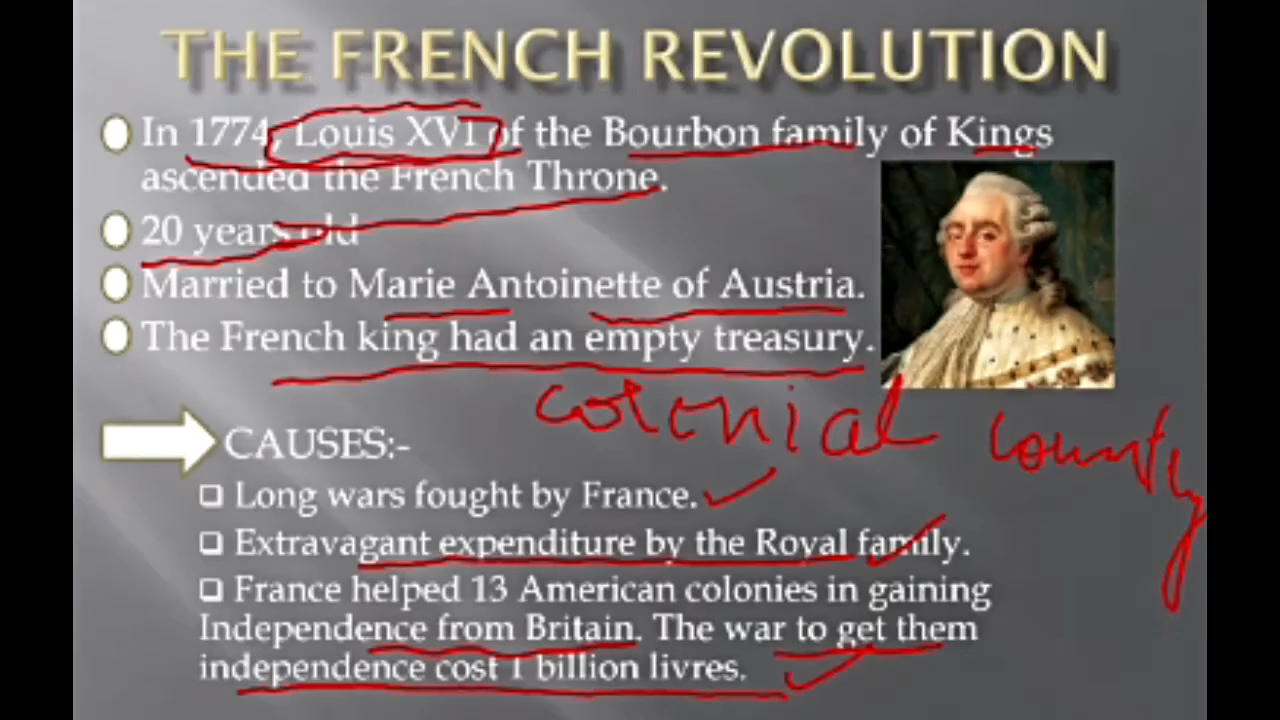 THE FRENCH REVOLUTION
In 1774, Louis XVI of the Bourbon family of Kings
ascended the French Throne.
20 years old
Married to Marie Antoinette of Austria.
The French king had an empty treasury.
colonial county
CAUSES:-
Long wars fought by France.
Extravagant expenditure by the Royal family.
France helped 13 American colonies in gaining
Independence from Britain. The war to get them
independence cost 1 billion livres.